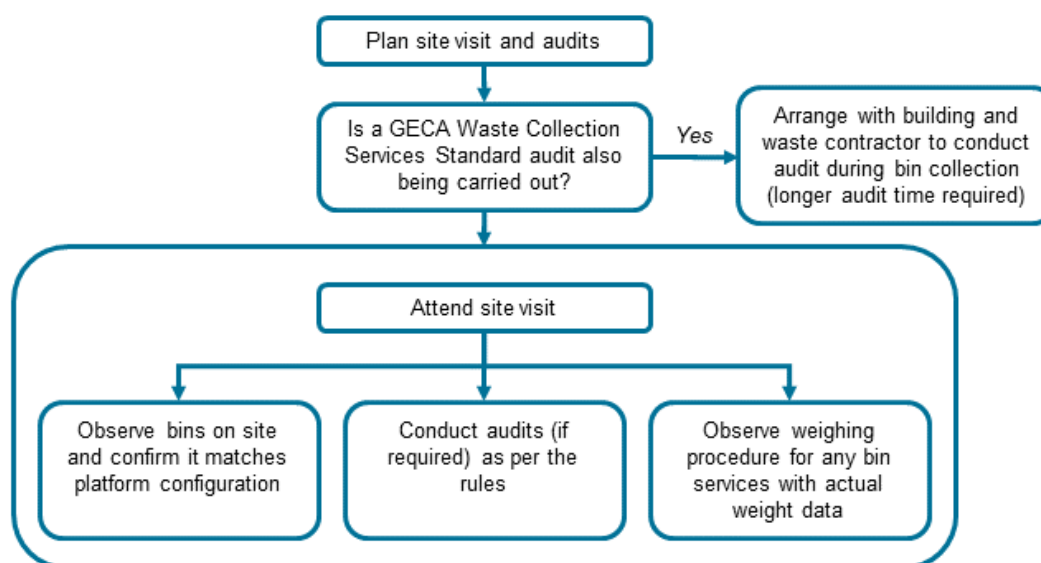 Plan site visit and audits
Is a GECA Waste Collection
Services Standard audit also
being carried out?
Yes
Arrange with building and
waste contractor to conduct
audit during bin collection
(longer audit time required)
Attend site visit
Observe bins on site
and confirm it matches
platform configuration
Conduct audits (if
required) as per the
rules
Observe weighing
procedure for any bin
services with actual
weight data